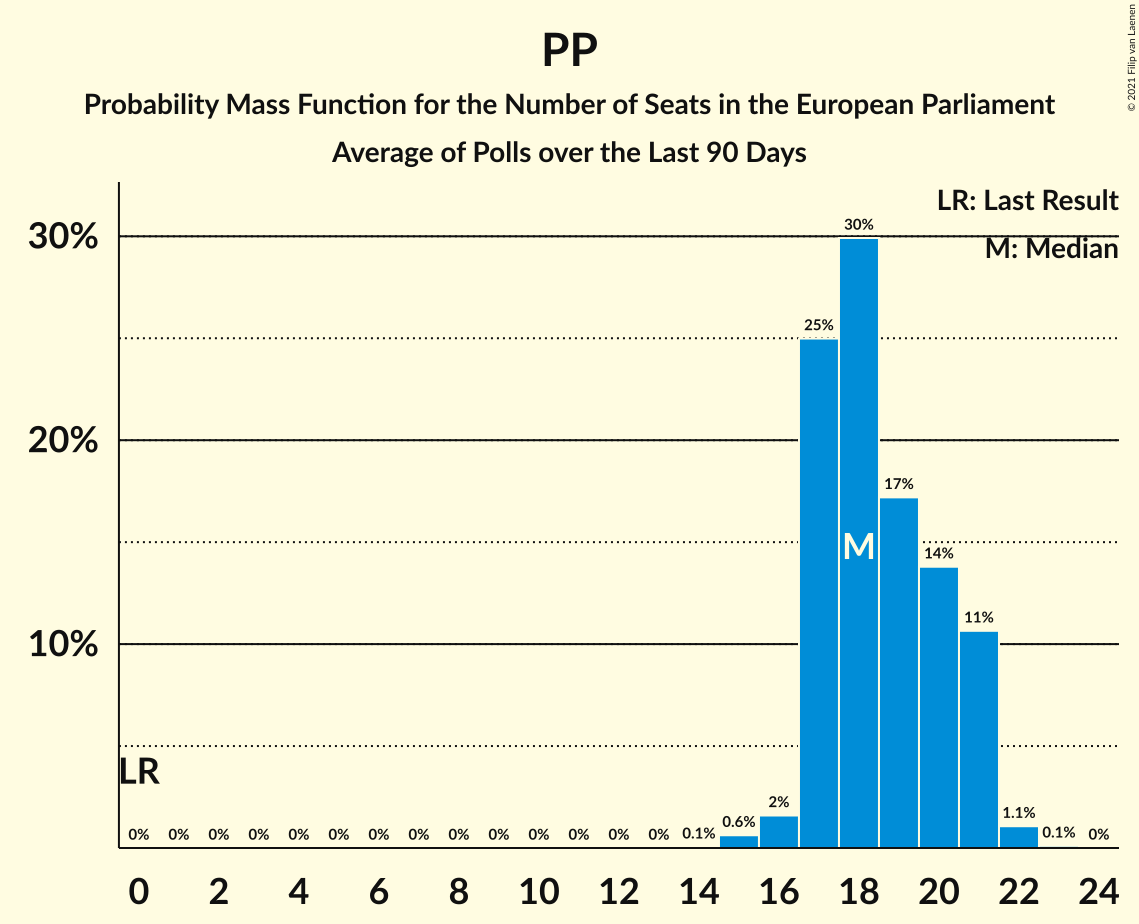 PP
Probability Mass Function for the Number of Seats in the European Parliament
Average of Polls over the Last 90 Days
© 2021 Filip van Laenen
LR: Last Result
M: Median
30%
20%
10%
30%
25%
17%
M
14%
11%
LR
0% 0% 0% 0% 0% 0% 0% 0% 0% 0% 0% 0% 0% 0% 0.1% 0.6% 2% 1.1% 0.1% 0%
0 2 4 6 8 10 12 14 16 18 20 22 24